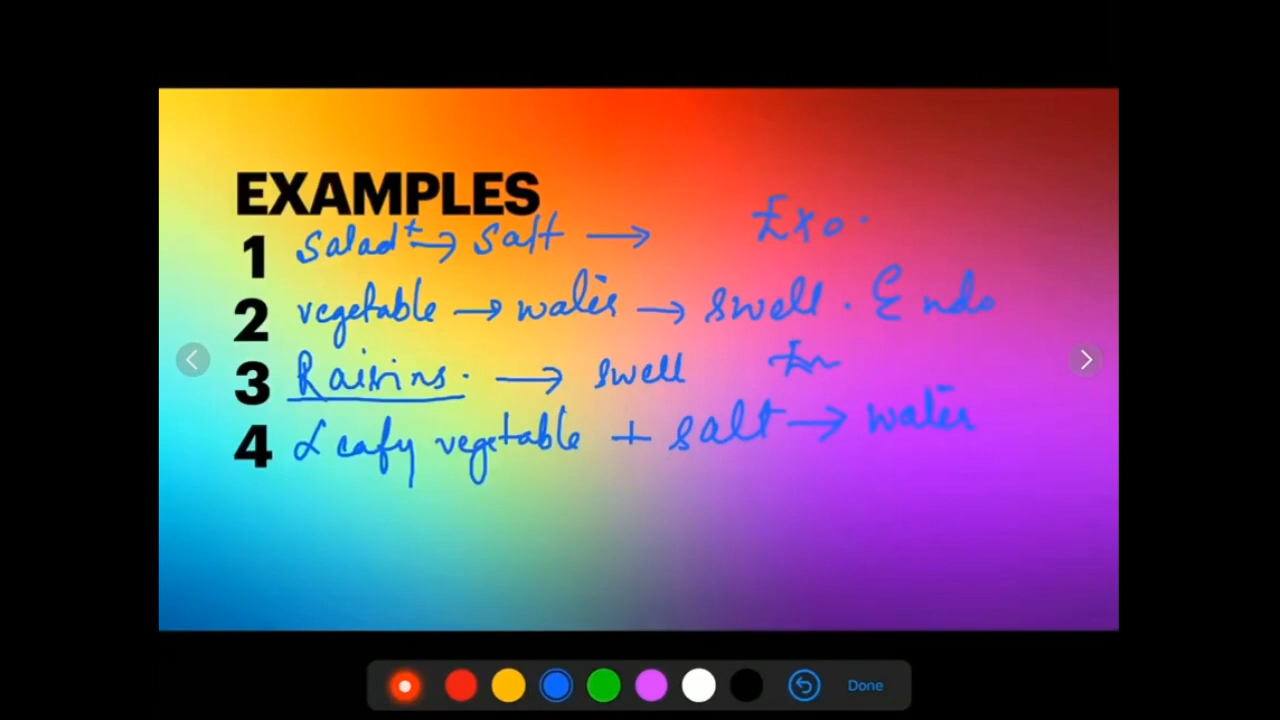 EXAMPLES
1 Salad + → Salt → Exo.
2 vegetable → water → swell. Endo
3 Raisins. → swell En
4 Leafy vegetable + salt → water
Done